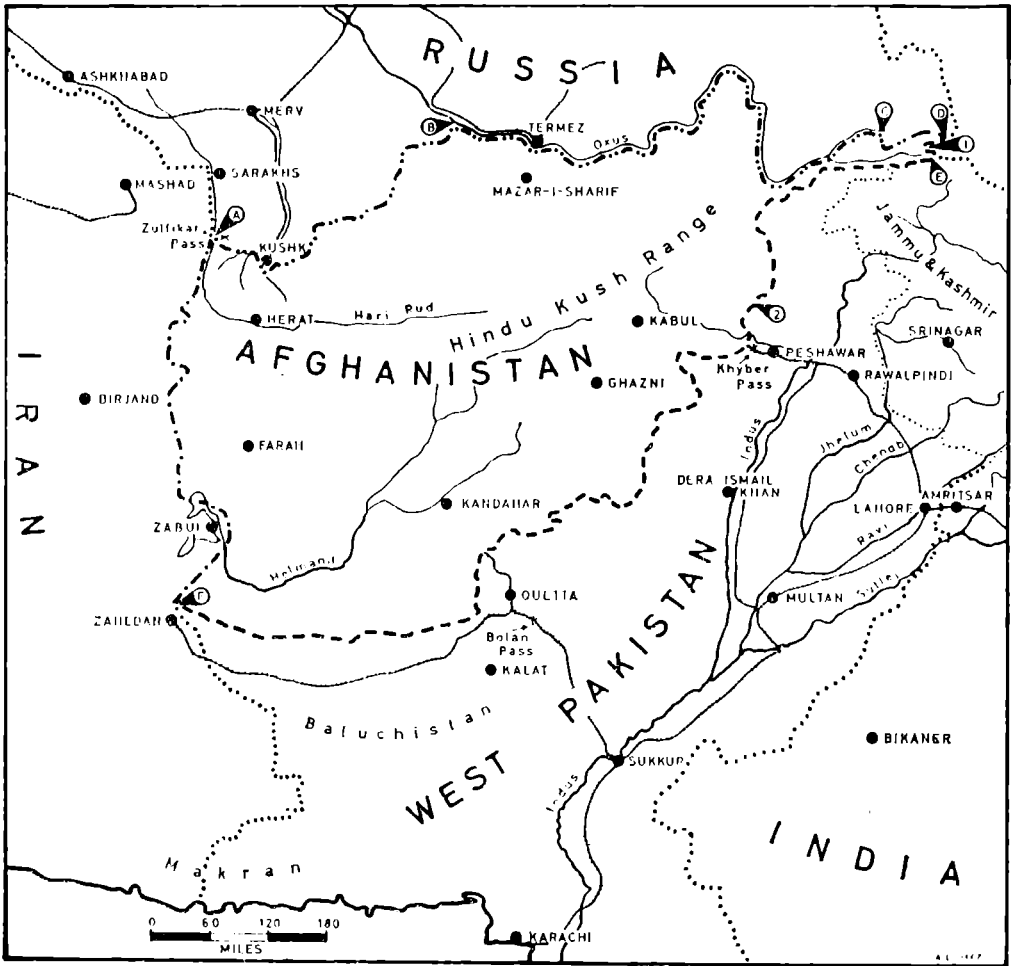 RUSSIA
ASHKHABAD
MERV
B
TERMEZ
Oxus
C
D
1
E
SARAKHS
MASHAD
MAZAR-I-SHARIF
A
Zulfikar
Pass
KUSHK
Jammu & Kashmir
Hindu Kush Range
HERAT
Hari Rud
KABUL
2
SRINAGAR
PESHAWAR
Khyber
Pass
RAWALPINDI
AFGHANISTAN
GHAZNI
IRAN
BIRJAND
FARAH
Indus
Jhelum
Chenab
DERA ISMAIL
KHAN
KANDAHAR
AMRITSAR
LAHORE
ZABUL
Ravi
Helmand
Sutlej
F
QUETTA
MULTAN
ZAHEDAN
Bolan
Pass
KALAT
WEST PAKISTAN
Baluchistan
BIKANER
SUKKUR
Indus
INDIA
Makran
0 60 120 180
MILES
KARACHI